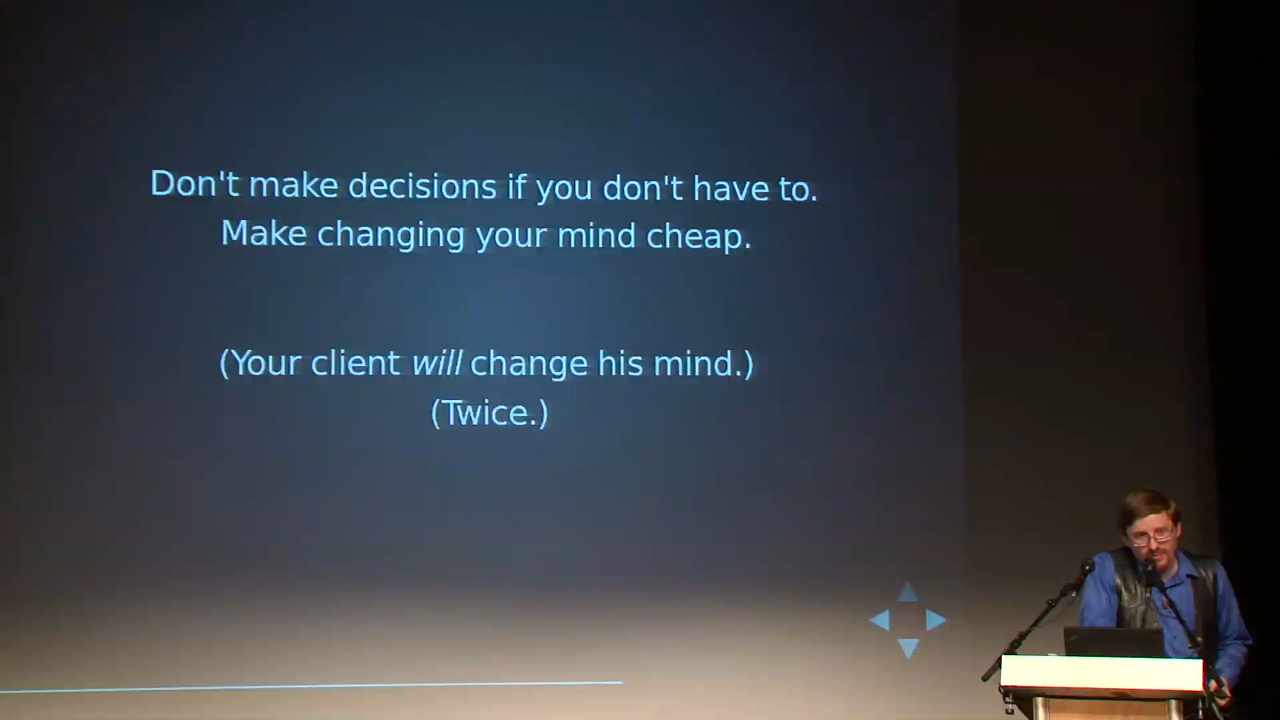 Don't make decisions if you don't have to.
Make changing your mind cheap.
(Your client will change his mind.)
(Twice.)